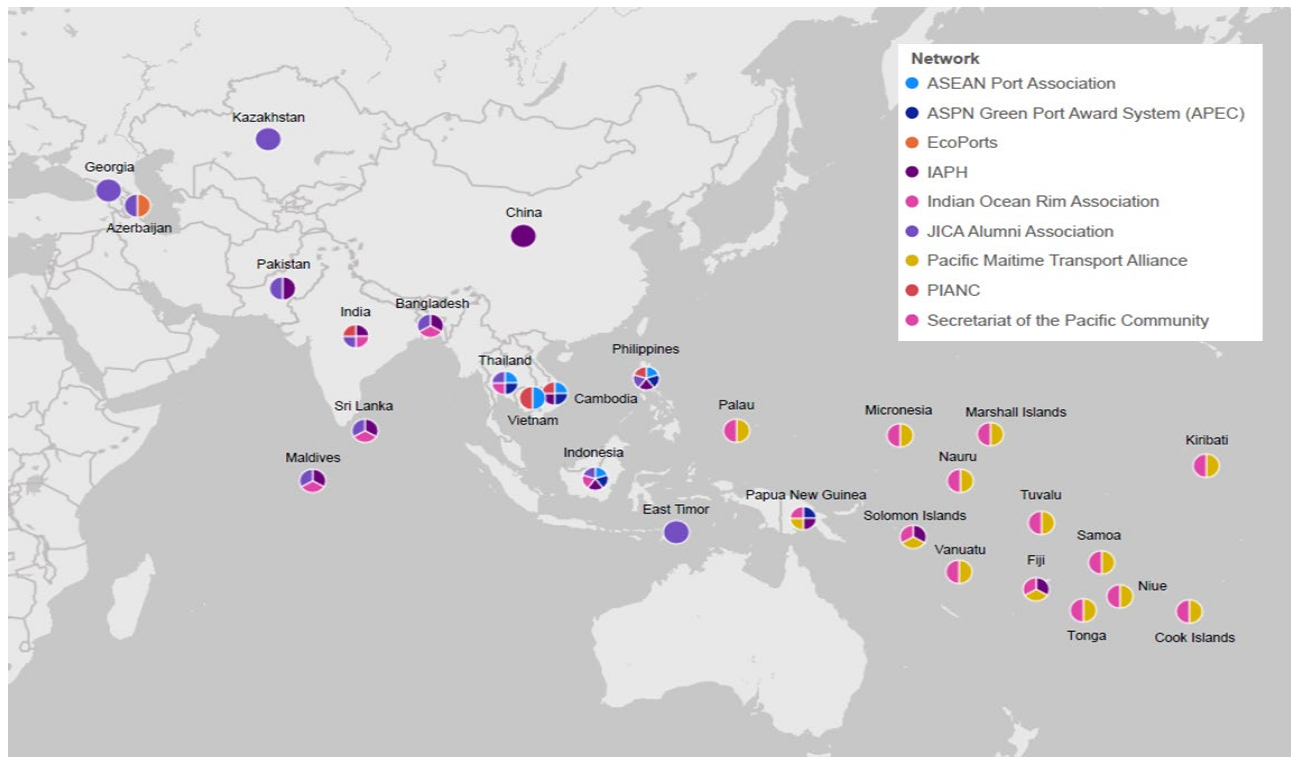 Network
ASEAN Port Association
ASPN Green Port Award System (APEC)
EcoPorts
IAPH
Indian Ocean Rim Association
JICA Alumni Association
Pacific Maitime Transport Alliance
PIANC
Secretariat of the Pacific Community
Kazakhstan
Georgia
Azerbaijan
China
Pakistan
India
Bangladesh
Thailand
Philippines
Cambodia
Vietnam
Sri Lanka
Maldives
Indonesia
East Timor
Palau
Micronesia
Marshall Islands
Kiribati
Nauru
Papua New Guinea
Solomon Islands
Tuvalu
Vanuatu
Samoa
Fiji
Niue
Tonga
Cook Islands